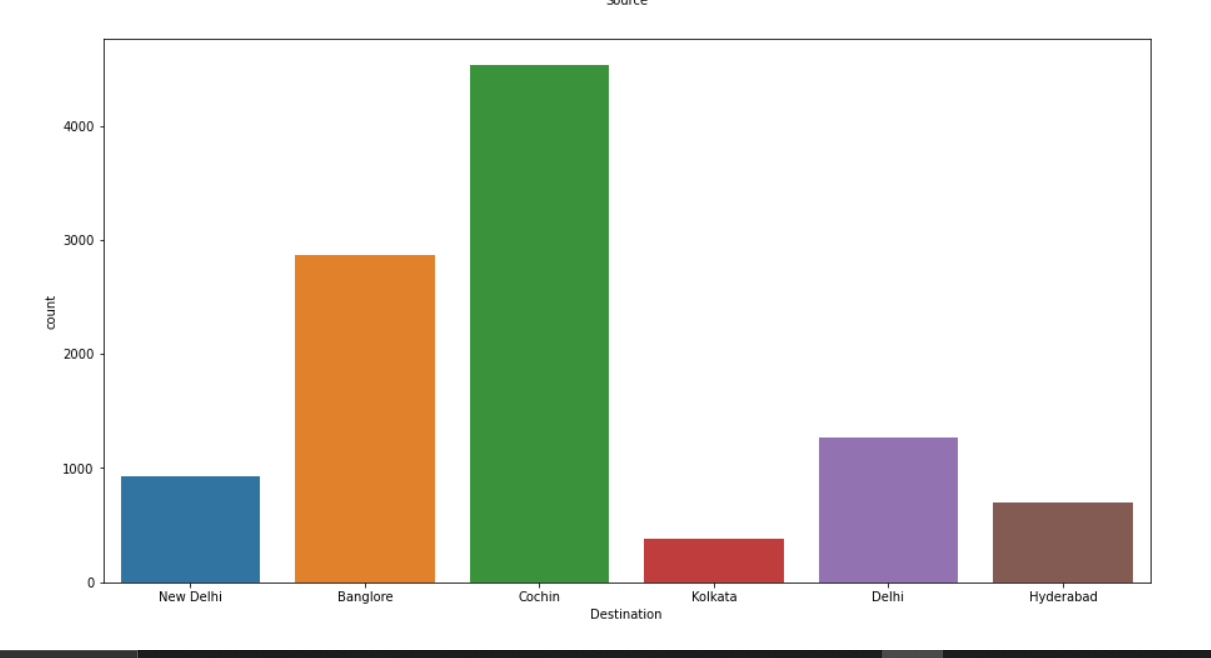 Source
4000
3000
2000
1000
0
count
New Delhi Banglore Cochin Kolkata Delhi Hyderabad
Destination